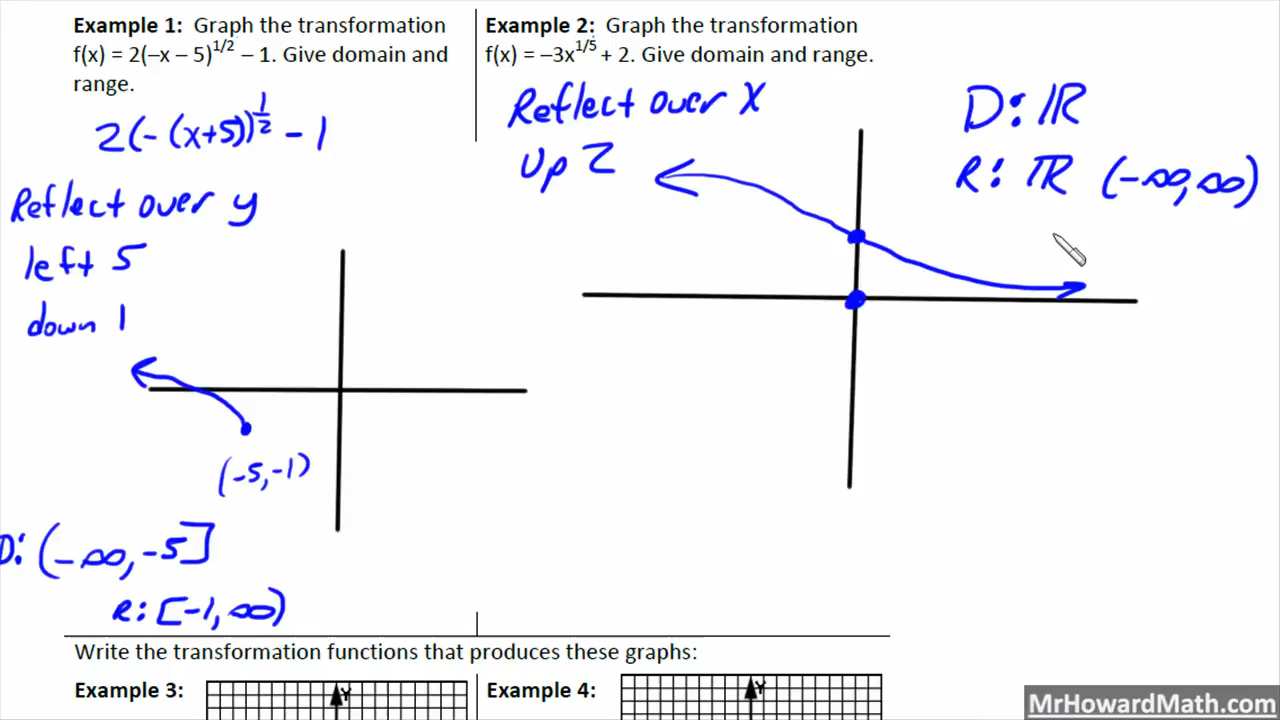 Example 1: Graph the transformation
f(x) = 2(–x – 5)^1/2 – 1. Give domain and
range.
2(-(x+5))^1/2 - 1
Reflect over y
left 5
down 1
(-5,-1)
D: (-∞,-5]
R: [-1,∞)
Example 2: Graph the transformation
f(x) = –3x^1/5 + 2. Give domain and range.
Reflect over X
Up 2
D: ℝ
R: ℝ (-∞,∞)
Write the transformation functions that produces these graphs:
Example 3:
Y
Example 4:
Y
MrHowardMath.com